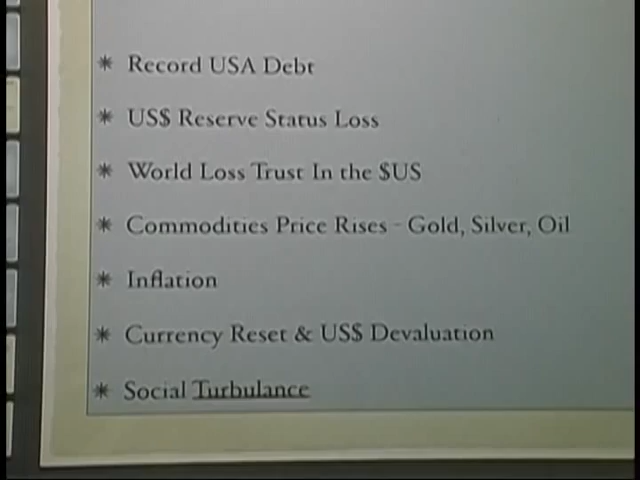 * Record USA Debt
* US$ Reserve Status Loss
* World Loss Trust In the $US
* Commodities Price Rises - Gold, Silver, Oil
* Inflation
* Currency Reset & US$ Devaluation
* Social Turbulance